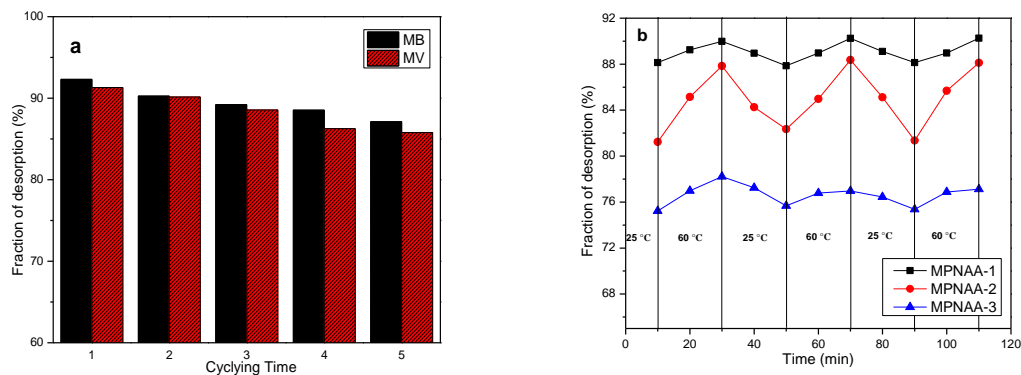 a
MB
MV
100
90
80
70
60
Fraction of desorption (%)
1 2 3 4 5
Cyclying Time
b
92
88
84
80
76
72
68
Fraction of desorption (%)
25 °C 60 °C 25 °C 60 °C 25 °C 60 °C
MPNAA-1
MPNAA-2
MPNAA-3
0 20 40 60 80 100 120
Time (min)